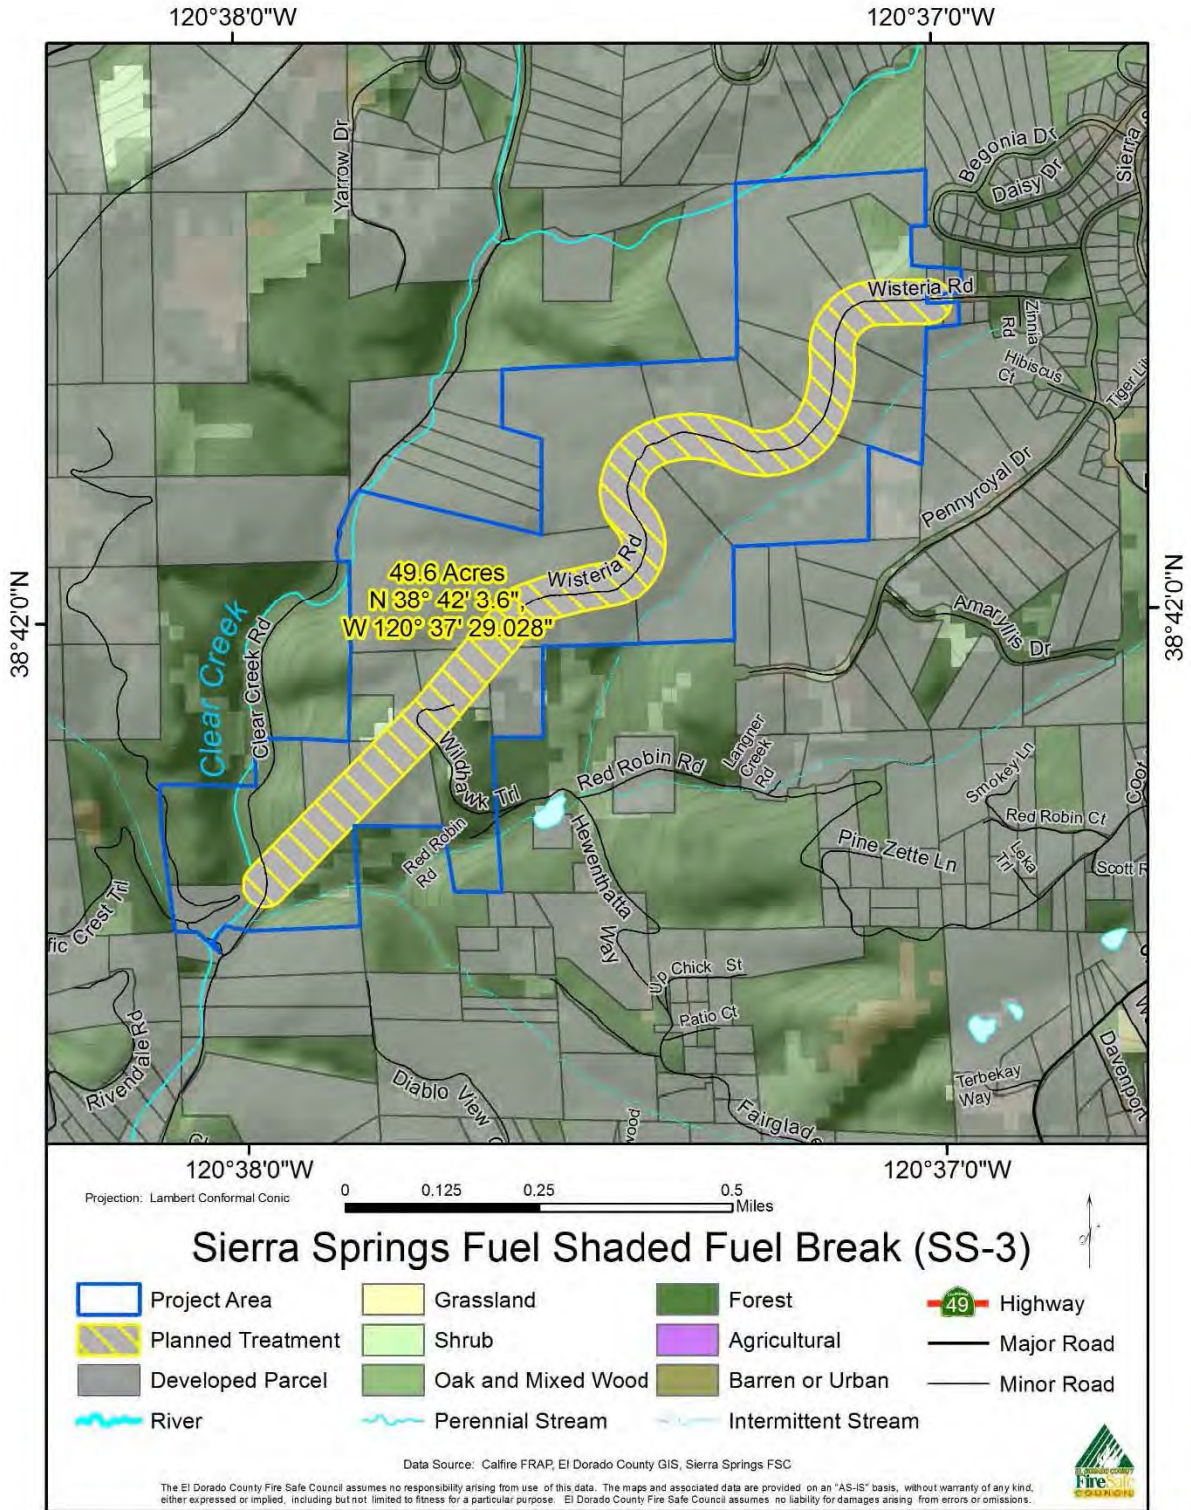 120°38'0"W
120°37'0"W
Yarrow Dr
Begonia Dr
Daisy Dr
Sierra
Wisteria Rd
Zinnia
Rd
Hibiscus
Ct
Tiger Lily
Pennyroyal Dr
Wisteria Rd
49.6 Acres
N 38° 42' 3.6",
W 120° 37' 29.028"
38°42'0"N
38°42'0"N
Amaryllis Dr
Clear Creek
Clear Creek Rd
Wildhawk Trl
Red Robin Rd
Langner
Creek
Rd
Smokey Ln
Coot
Red Robin Ct
Red Robin
Rd
Hewenthatta
Way
Pine Zette Ln
Leka
Trl
Scott R
fic Crest Trl
Up Chick St
Patio Ct
Rivendale Rd
Diablo View C
Terbekay
Way
Davenport
Fairglade
wood
Cl
120°38'0"W
120°37'0"W
Projection: Lambert Conformal Conic
0 0.125 0.25 0.5
Miles
Sierra Springs Fuel Shaded Fuel Break (SS-3)
Project Area
Grassland
Forest
49
Highway
Planned Treatment
Shrub
Agricultural
Major Road
Developed Parcel
Oak and Mixed Wood
Barren or Urban
Minor Road
River
Perennial Stream
Intermittent Stream
Data Source: Calfire FRAP, El Dorado County GIS, Sierra Springs FSC
EL DORADO COUNTY
FireSafe
COUNCIL
The El Dorado County Fire Safe Council assumes no responsibility arising from use of this data. The maps and associated data are provided on an "AS-IS" basis, without warranty of any kind,
either expressed or implied, including but not limited to fitness for a particular purpose. El Dorado County Fire Safe Council assumes no liability for damages arising from errors or omissions.